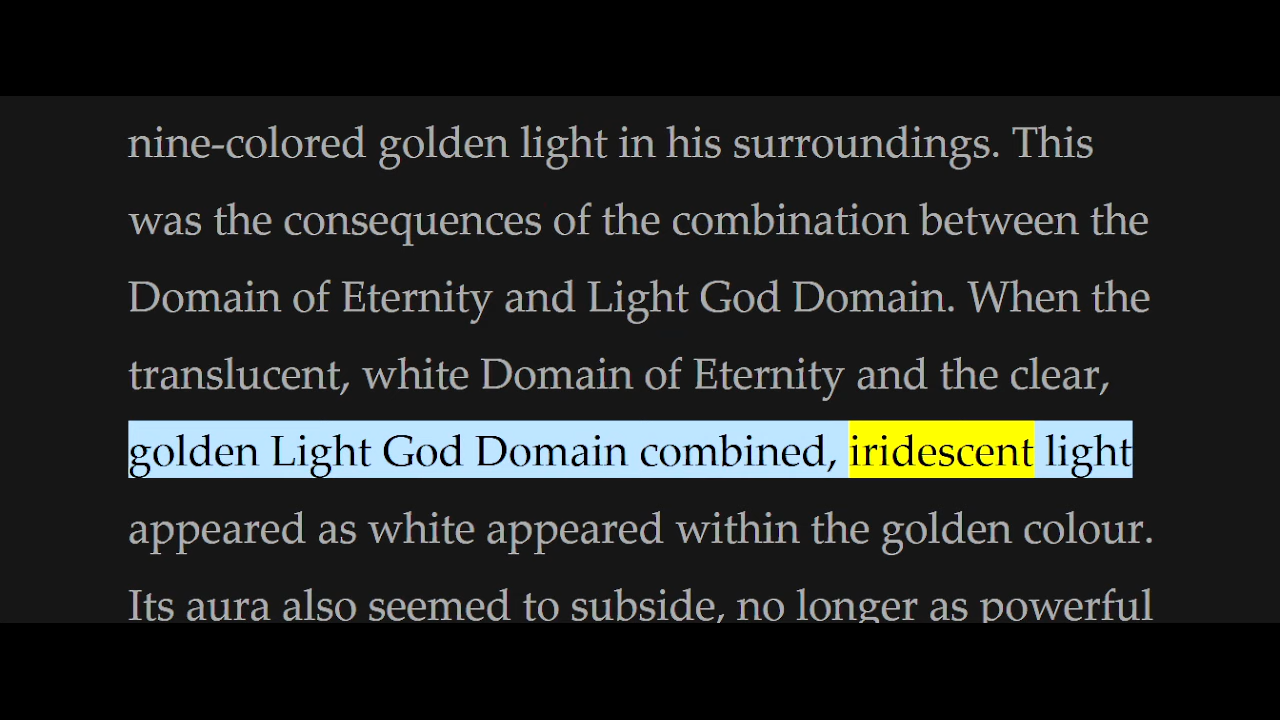 nine-colored golden light in his surroundings. This
was the consequences of the combination between the
Domain of Eternity and Light God Domain. When the
translucent, white Domain of Eternity and the clear,
golden Light God Domain combined, iridescent light
appeared as white appeared within the golden colour.
Its aura also seemed to subside, no longer as powerful